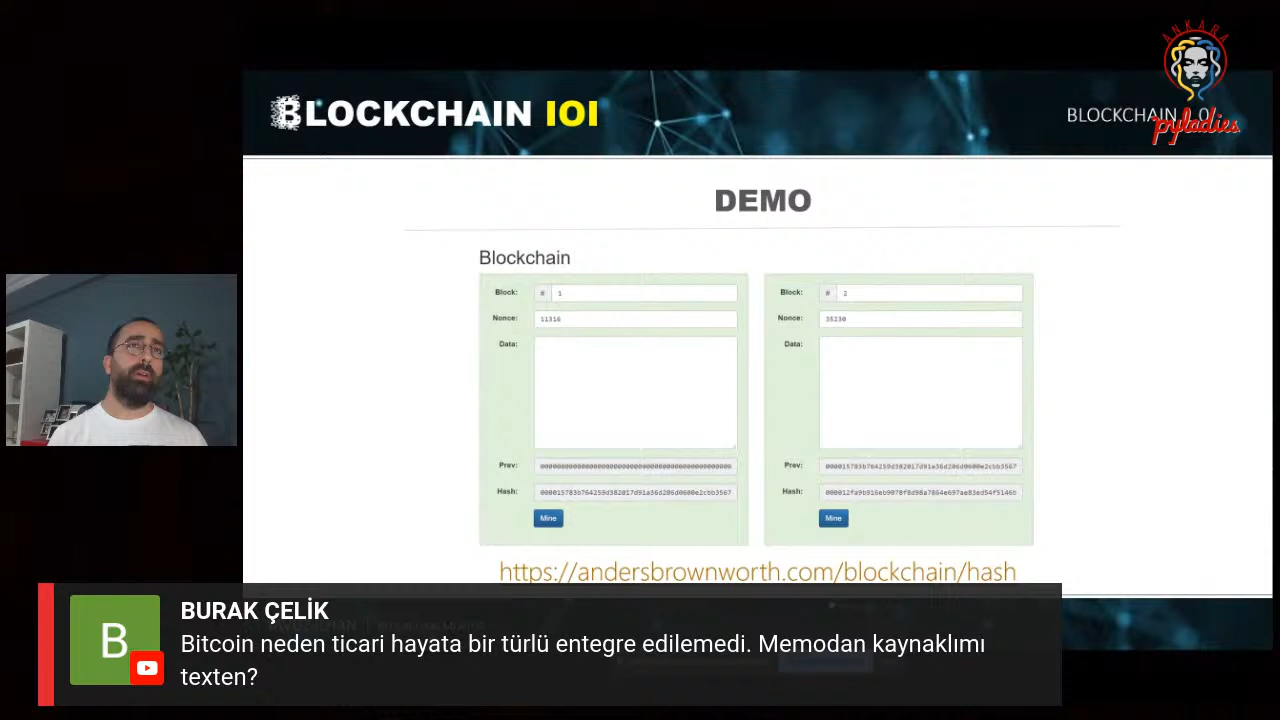 ANKARA
pyladies
BLOCKCHAIN 101
BLOCKCHAIN 101
DEMO
Blockchain
Block: # 1
Nonce: 11316
Data:
Prev:
Hash: 000015783b764259d382017d91a36d206d0600e2cbb3567
Mine
Block: # 2
Nonce: 35230
Data:
Prev: 000015783b764259d382017d91a36d206d0600e2cbb3567
Hash: 000012fa9b916eb9078f8d98a7864e697ae83ed54f5146b
Mine
https://andersbrownworth.com/blockchain/hash
B
BURAK ÇELİK
Bitcoin neden ticari hayata bir türlü entegre edilemedi. Memodan kaynaklımı
texten?